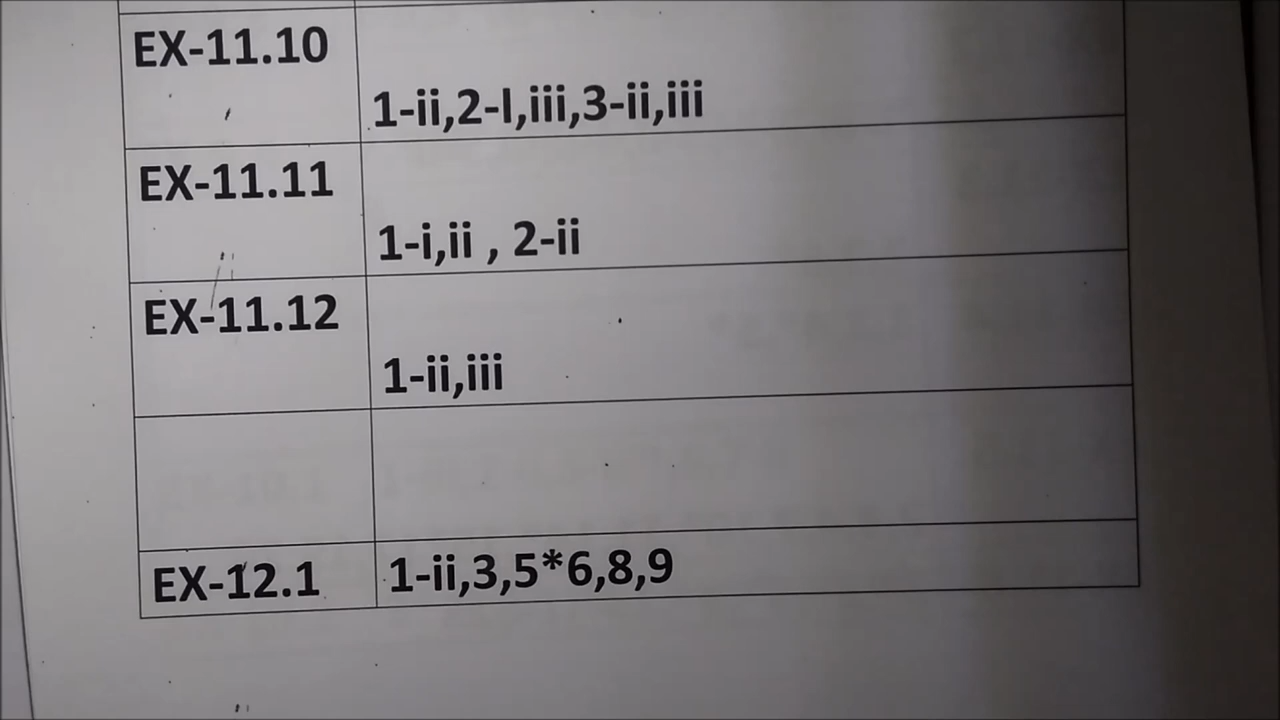 EX-11.10
1-ii,2-I,iii,3-ii,iii
EX-11.11
1-i,ii , 2-ii
EX-11.12
1-ii,iii
EX-12.1
1-ii,3,5*6,8,9